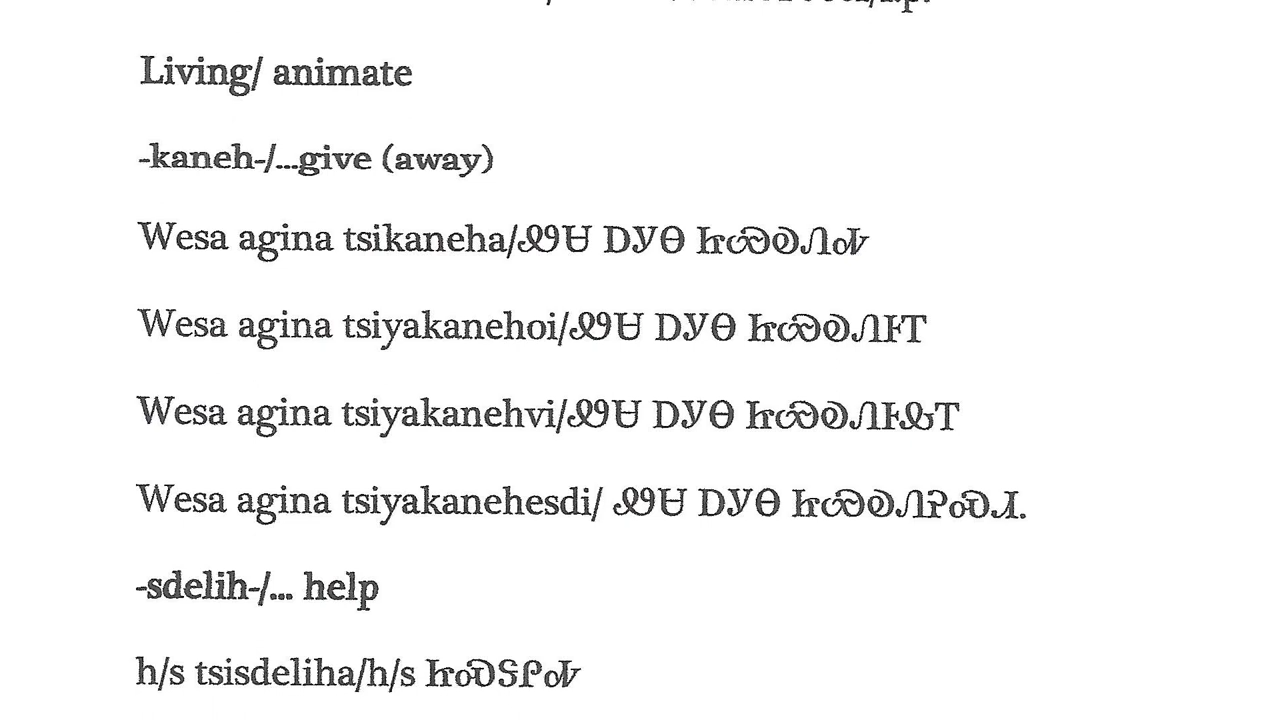 Living/ animate
-kaneh-/...give (away)
Wesa agina tsikaneha/ᏪᏌ ᎠᎩᎾ ᏥᏯᎧᏁᎭ
Wesa agina tsiyakanehoi/ᏪᏌ ᎠᎩᎾ ᏥᏯᎧᏁᎰᎢ
Wesa agina tsiyakanehvi/ᏪᏌ ᎠᎩᎾ ᏥᏯᎧᏁᎰᎲᎢ
Wesa agina tsiyakanehesdi/ ᏪᏌ ᎠᎩᎾ ᏥᏯᎧᏁᎮᏍᏗ.
-sdelih-/... help
h/s tsisdeliha/h/s ᏥᏍᏕᎵᎭ